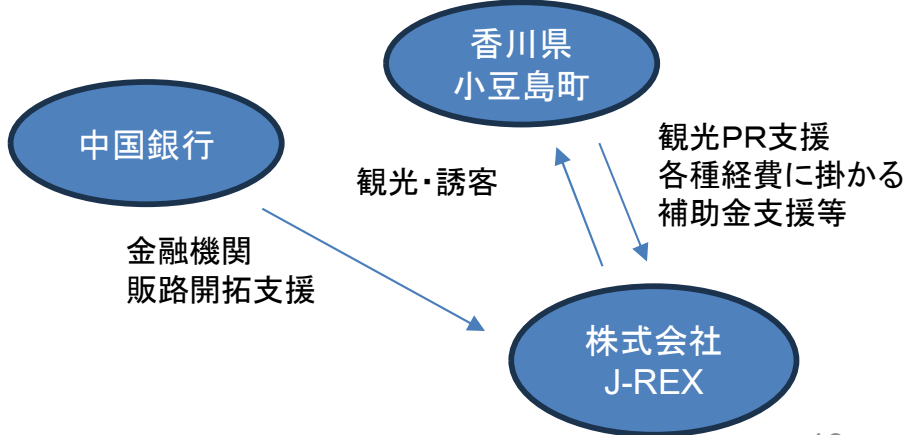 香川県
小豆島町
中国銀行
観光PR支援
各種経費に掛かる
補助金支援等
観光・誘客
金融機関
販路開拓支援
株式会社
J-REX